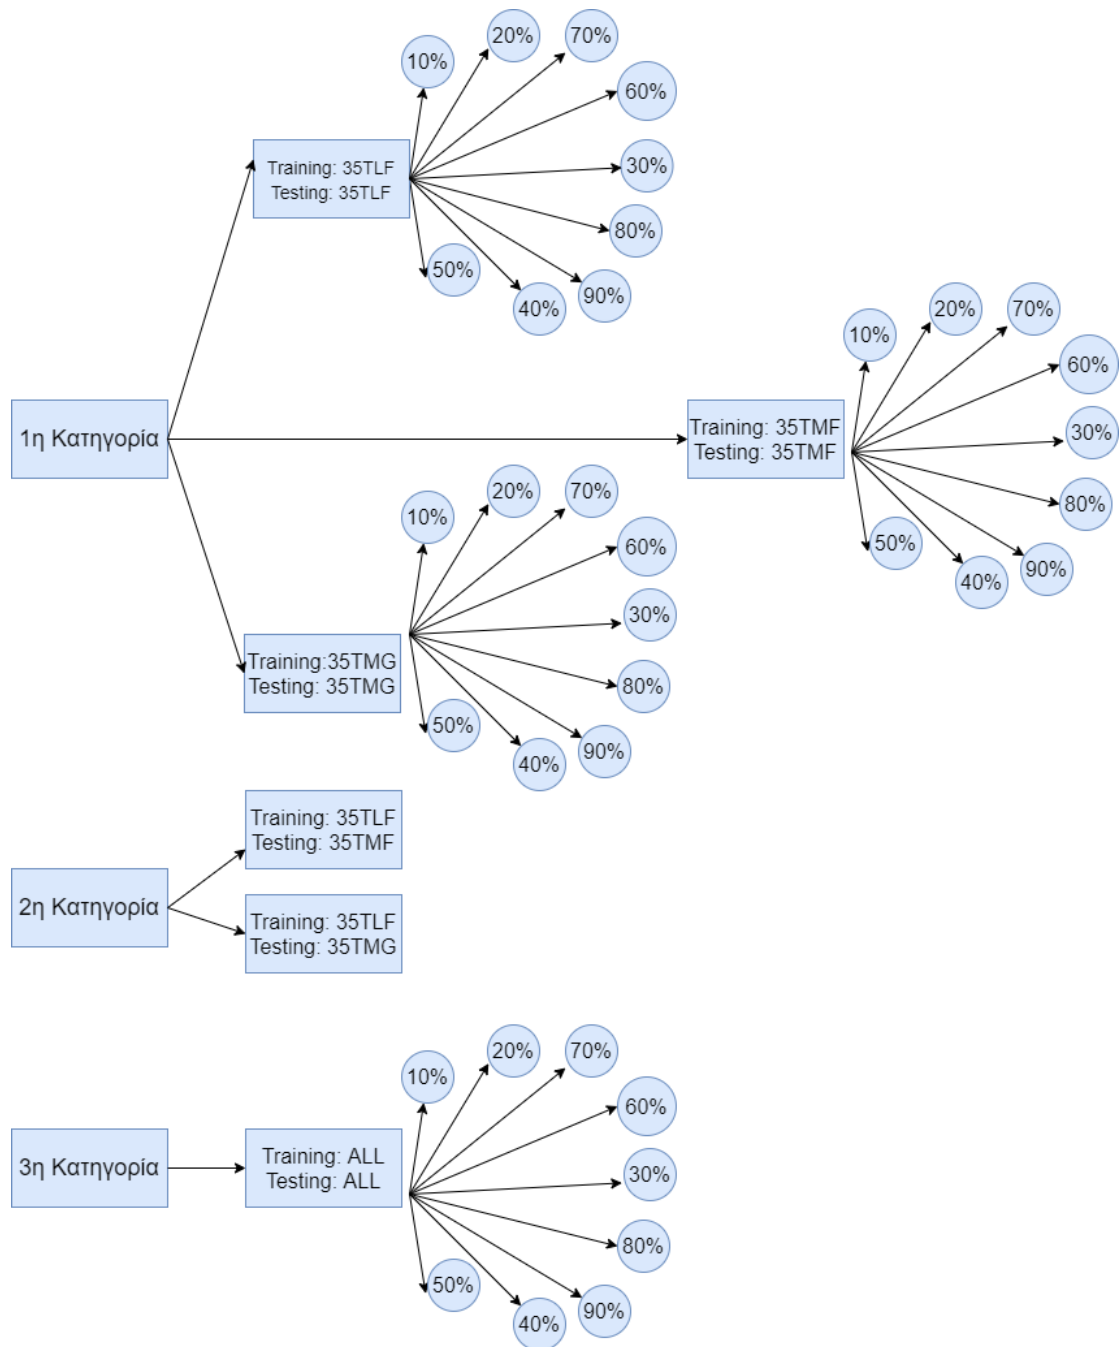 10%
20%
70%
60%
30%
80%
90%
40%
50%
Training: 35TLF
Testing: 35TLF
1η Κατηγορία
Training: 35TMF
Testing: 35TMF
10%
20%
70%
60%
30%
80%
90%
40%
50%
Training:35TMG
Testing: 35TMG
10%
20%
70%
60%
30%
80%
90%
40%
50%
2η Κατηγορία
Training: 35TLF
Testing: 35TMF
Training: 35TLF
Testing: 35TMG
3η Κατηγορία
Training: ALL
Testing: ALL
10%
20%
70%
60%
30%
80%
90%
40%
50%